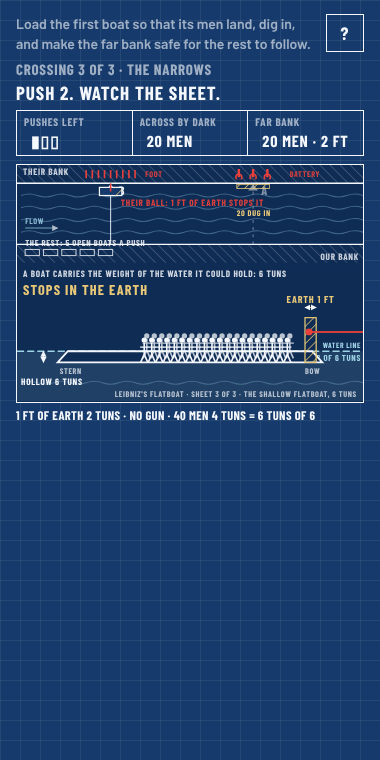 Load the first boat so that its men land, dig in,
and make the far bank safe for the rest to follow.
?
CROSSING 3 OF 3 · THE NARROWS
PUSH 2. WATCH THE SHEET.
PUSHES LEFT
ACROSS BY DARK
20 MEN
FAR BANK
20 MEN · 2 FT
THEIR BANK
FOOT
BATTERY
3
4
THEIR BALL: 1 FT OF EARTH STOPS IT
20 DUG IN
FLOW
THE REST: 5 OPEN BOATS A PUSH
OUR BANK
A BOAT CARRIES THE WEIGHT OF THE WATER IT COULD HOLD: 6 TUNS
STOPS IN THE EARTH
EARTH 1 FT
WATER LINE
OF 6 TUNS
STERN
BOW
HOLLOW 6 TUNS
LEIBNIZ'S FLATBOAT · SHEET 3 OF 3 · THE SHALLOW FLATBOAT, 6 TUNS
1 FT OF EARTH 2 TUNS · NO GUN · 40 MEN 4 TUNS = 6 TUNS OF 6